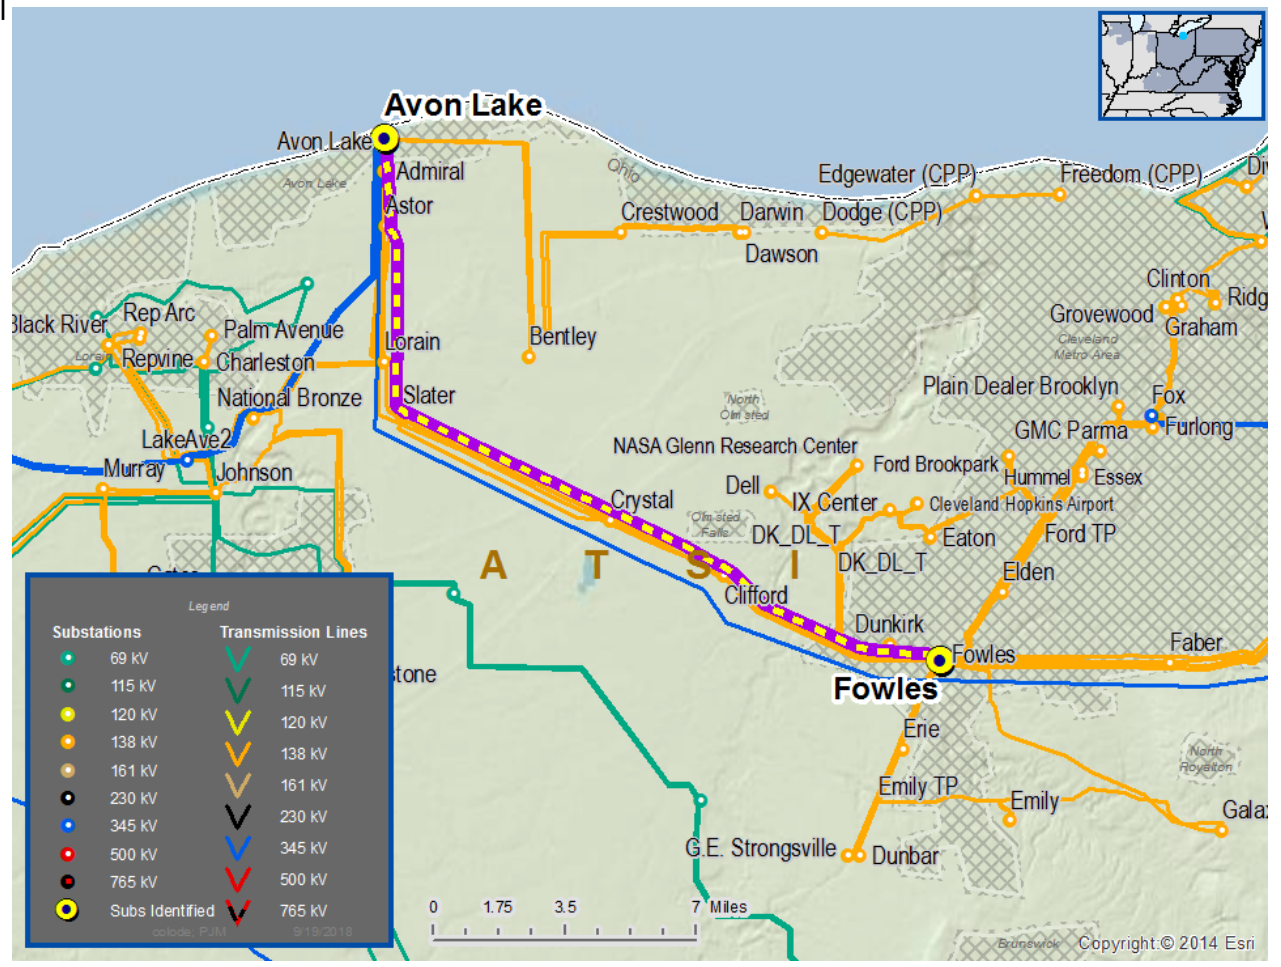 Avon Lake
Avon Lake
Admiral
Avon Lake
Ohio
Edgewater (CPP)
Freedom (CPP)
Astor
Crestwood
Darwin
Dodge (CPP)
Dawson
Clinton
Grovewood
Graham
Cleveland
Metro Area
Black River
Rep Arc
Palm Avenue
Lorain
Bentley
Lorain
Repvine
Charleston
National Bronze
Slater
North
Olmsted
Plain Dealer Brooklyn
Fox
Furlong
LakeAve2
GMC Parma
NASA Glenn Research Center
Murray
Johnson
Ford Brookpark
Hummel
Essex
Dell
IX Center
Cleveland Hopkins Airport
Crystal
Olmsted
Falls
DK_DL_T
Eaton
Ford TP
A T S I
DK_DL_T
Elden
Clifford
Dunkirk
Fowles
Faber
Fowles
Erie
North
Royalton
Emily TP
Emily
G.E. Strongsville
Dunbar
Legend
Substations
Transmission Lines
69 kV
69 kV
115 kV
115 kV
120 kV
120 kV
138 kV
138 kV
161 kV
161 kV
230 kV
230 kV
345 kV
345 kV
500 kV
500 kV
765 kV
765 kV
Subs Identified
colode; PJM
9/19/2018
0 1.75 3.5 7 Miles
Brunswick
Copyright:© 2014 Esri